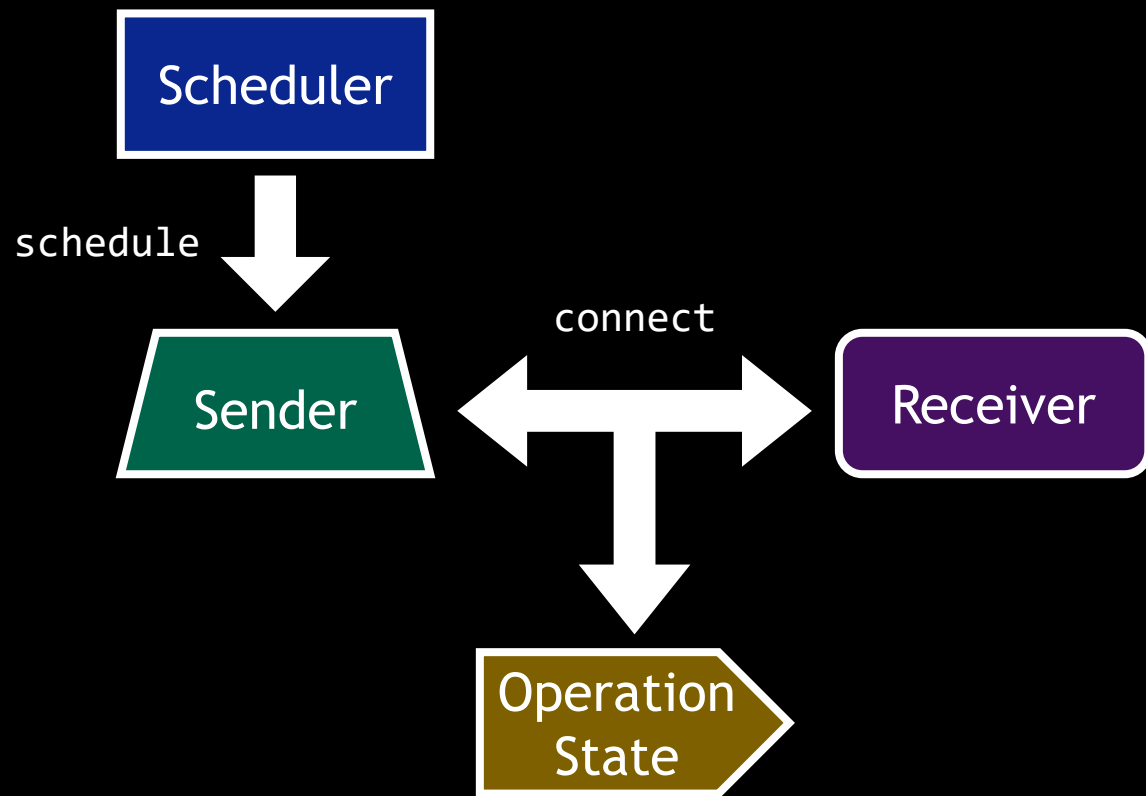 Scheduler
schedule
connect
Sender
Receiver
Operation
State